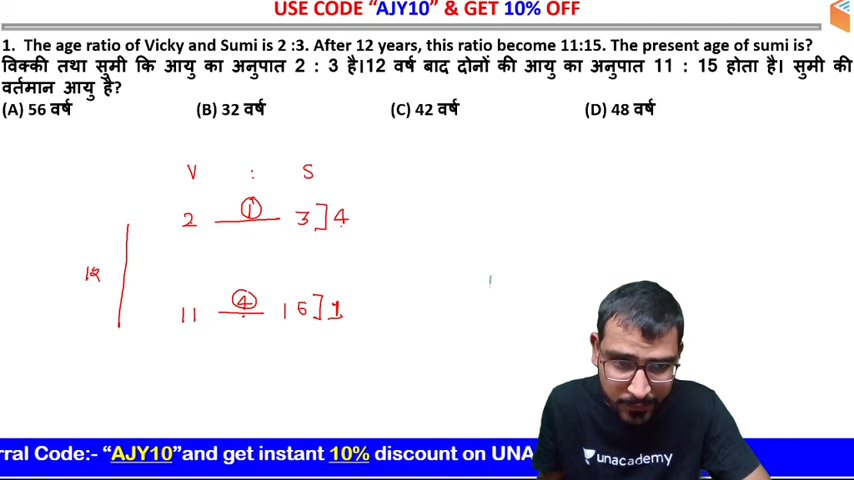 USE CODE “AJY10” & GET 10% OFF
1. The age ratio of Vicky and Sumi is 2 :3. After 12 years, this ratio become 11:15. The present age of sumi is?
विक्की तथा सुमी कि आयु का अनुपात 2 : 3 है।12 वर्ष बाद दोनों की आयु का अनुपात 11 : 15 होता है। सुमी की
वर्तमान आयु है?
(A) 56 वर्ष (B) 32 वर्ष (C) 42 वर्ष (D) 48 वर्ष
V : S
2 1 3]4
12
11 4 15]1
unacademy
rral Code:- “AJY10”and get instant 10% discount on UNA